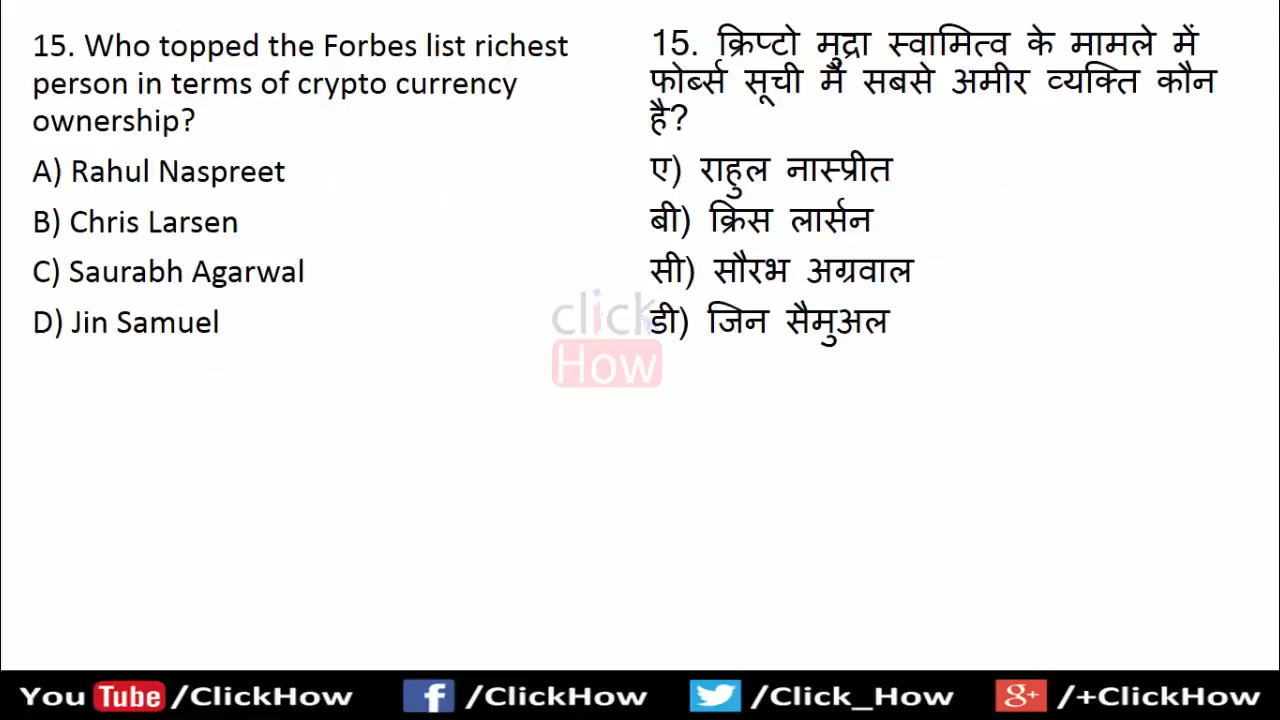 15. Who topped the Forbes list richest
person in terms of crypto currency
ownership?
A) Rahul Naspreet
B) Chris Larsen
C) Saurabh Agarwal
D) Jin Samuel
15. क्रिप्टो मुद्रा स्वामित्व के मामले में
फोर्ब्स सूची में सबसे अमीर व्यक्ति कौन
है?
ए) राहुल नास्प्रीत
बी) क्रिस लार्सन
सी) सौरभ अग्रवाल
डी) जिन सैमुअल
click
How
You Tube /ClickHow f /ClickHow /Click_How g+ /+ClickHow